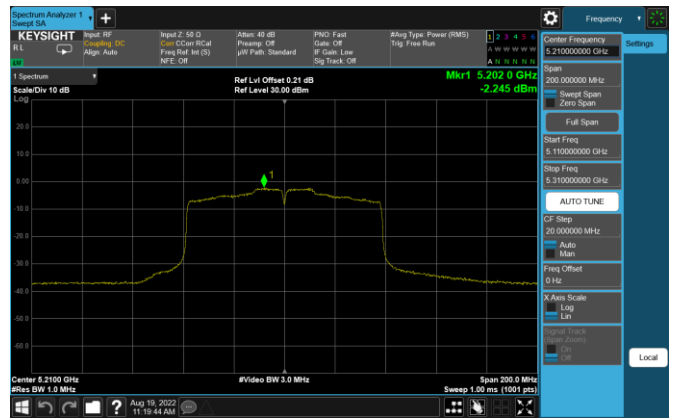 Spectrum Analyzer 1
Swept SA
Frequency
KEYSIGHT
R L
Input: RF
Coupling: DC
Align: Auto
Input Z: 50 Ω
Corr CCorr RCal
Freq Ref: Int (S)
NFE: Off
Atten: 40 dB
Preamp: Off
µW Path: Standard
PNO: Fast
Gate: Off
IF Gain: Low
Sig Track: Off
#Avg Type: Power (RMS)
Trig: Free Run
1 2 3 4 5 6
A W W W W W
A N N N N N
1 Spectrum
Scale/Div 10 dB
Log
Ref Lvl Offset 0.21 dB
Ref Level 30.00 dBm
Mkr1 5.202 0 GHz
-2.245 dBm
20.0
10.0
0.00
-10.0
-20.0
-30.0
-40.0
-50.0
-60.0
1
Center 5.2100 GHz
#Res BW 1.0 MHz
#Video BW 3.0 MHz
Span 200.0 MHz
Sweep 1.00 ms (1001 pts)
Center Frequency
5.210000000 GHz
Settings
Span
200.000000 MHz
Swept Span
Zero Span
Full Span
Start Freq
5.110000000 GHz
Stop Freq
5.310000000 GHz
AUTO TUNE
CF Step
20.000000 MHz
Auto
Man
Freq Offset
0 Hz
X Axis Scale
Log
Lin
Signal Track
(Span Zoom)
On
Off
Local
?
Aug 19, 2022
11:19:44 AM